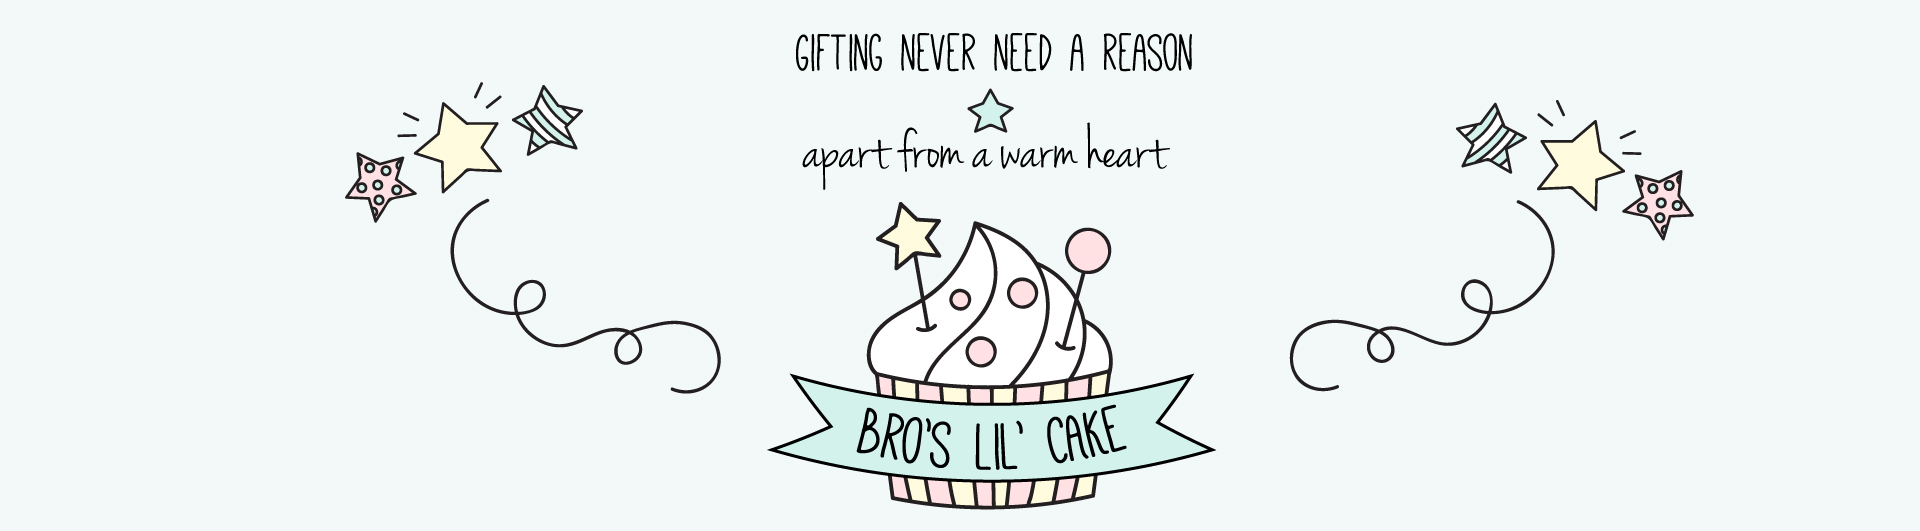 GIFTING NEVER NEED A REASON
apart from a warm heart
BRO'S LIL' CAKE